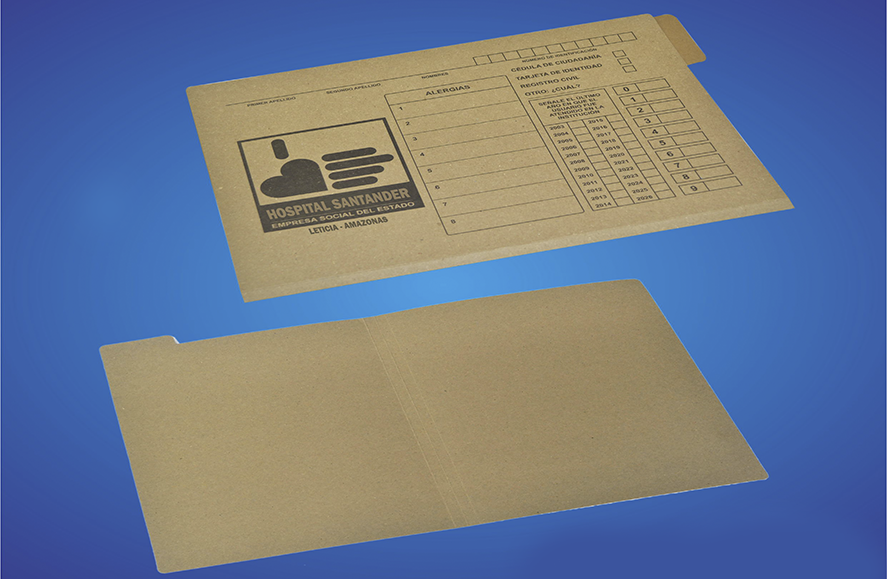 PRIMER APELLIDO SEGUNDO APELLIDO NOMBRES
NÚMERO DE IDENTIFICACIÓN
CÉDULA DE CIUDADANÍA
TARJETA DE IDENTIDAD
REGISTRO CIVIL
OTRO: ¿CUÁL?
ALERGIAS
1
2
3
4
5
6
7
8
SEÑALE EL ÚLTIMO
AÑO EN QUE EL
USUARIO FUE
ATENDIDO EN LA
INSTITUCIÓN
2003 2015
2004 2016
2005 2017
2006 2018
2007 2019
2008 2020
2009 2021
2010 2022
2011 2023
2012 2024
2013 2025
2014 2026
0
1
2
3
4
5
6
7
8
9
HOSPITAL SANTANDER
EMPRESA SOCIAL DEL ESTADO
LETICIA - AMAZONAS